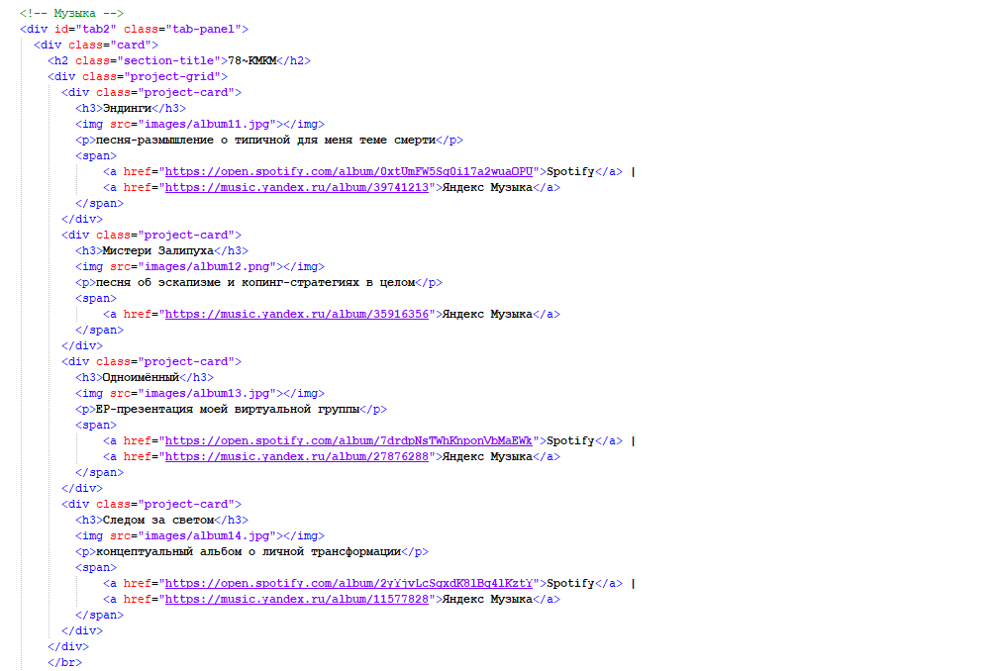 <!-- Музыка -->
<div id="tab2" class="tab-panel">
<div class="card">
<h2 class="section-title">78~KMKM</h2>
<div class="project-grid">
<div class="project-card">
<h3>Эндинги</h3>
<img src="images/album11.jpg"></img>
<p>песня-размышление о типичной для меня теме смерти</p>
<span>
<a href="https://open.spotify.com/album/0xtUmFW5Sq0i17a2wuaOPU">Spotify</a> |
<a href="https://music.yandex.ru/album/39741213">Яндекс Музыка</a>
</span>
</div>
<div class="project-card">
<h3>Мистери Залипуха</h3>
<img src="images/album12.png"></img>
<p>песня об эскапизме и копинг-стратегиях в целом</p>
<span>
<a href="https://music.yandex.ru/album/35916356">Яндекс Музыка</a>
</span>
</div>
<div class="project-card">
<h3>Одноимённый</h3>
<img src="images/album13.jpg"></img>
<p>EP-презентация моей виртуальной группы</p>
<span>
<a href="https://open.spotify.com/album/7drdpNsTWhKnponVbMaEWk">Spotify</a> |
<a href="https://music.yandex.ru/album/27876288">Яндекс Музыка</a>
</span>
</div>
<div class="project-card">
<h3>Следом за светом</h3>
<img src="images/album14.jpg"></img>
<p>концептуальный альбом о личной трансформации</p>
<span>
<a href="https://open.spotify.com/album/2yYjvLcSgxdK8lBg4lKztY">Spotify</a> |
<a href="https://music.yandex.ru/album/11577828">Яндекс Музыка</a>
</span>
</div>
</div>
</br>